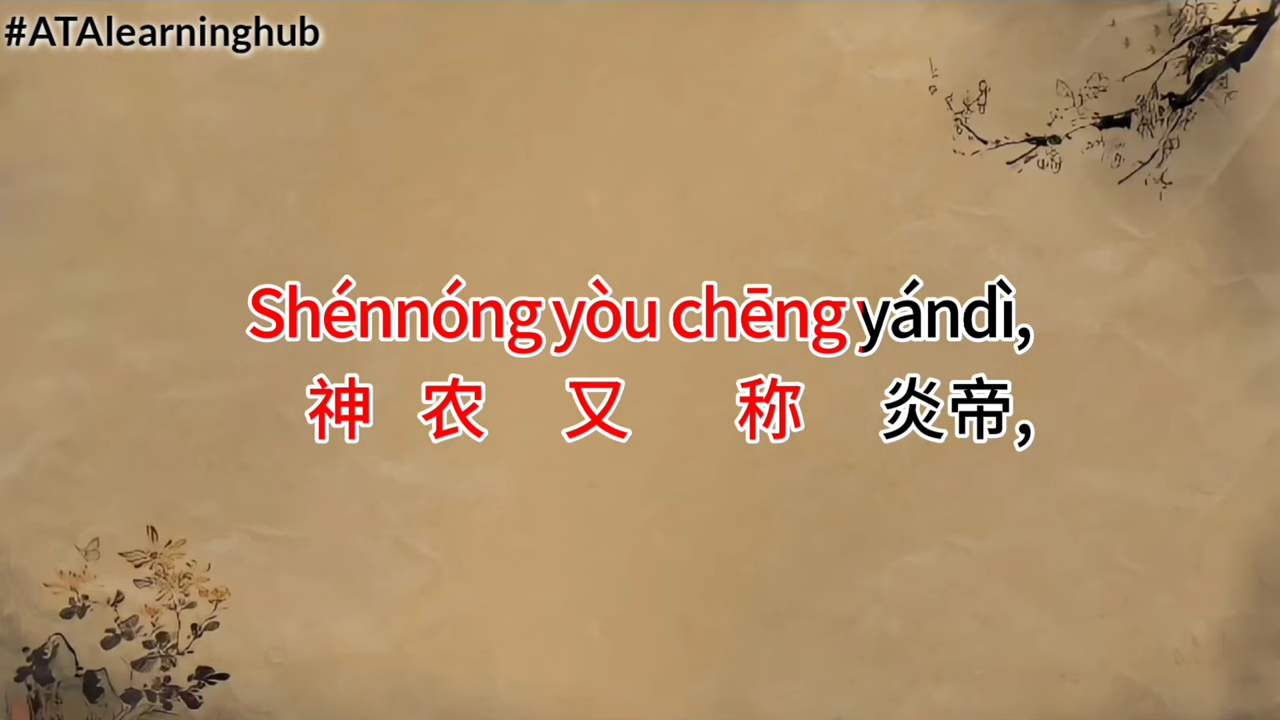 #ATAlearninghub
Shénnóng yòu chēng yándì,
神 农 又 称 炎帝,